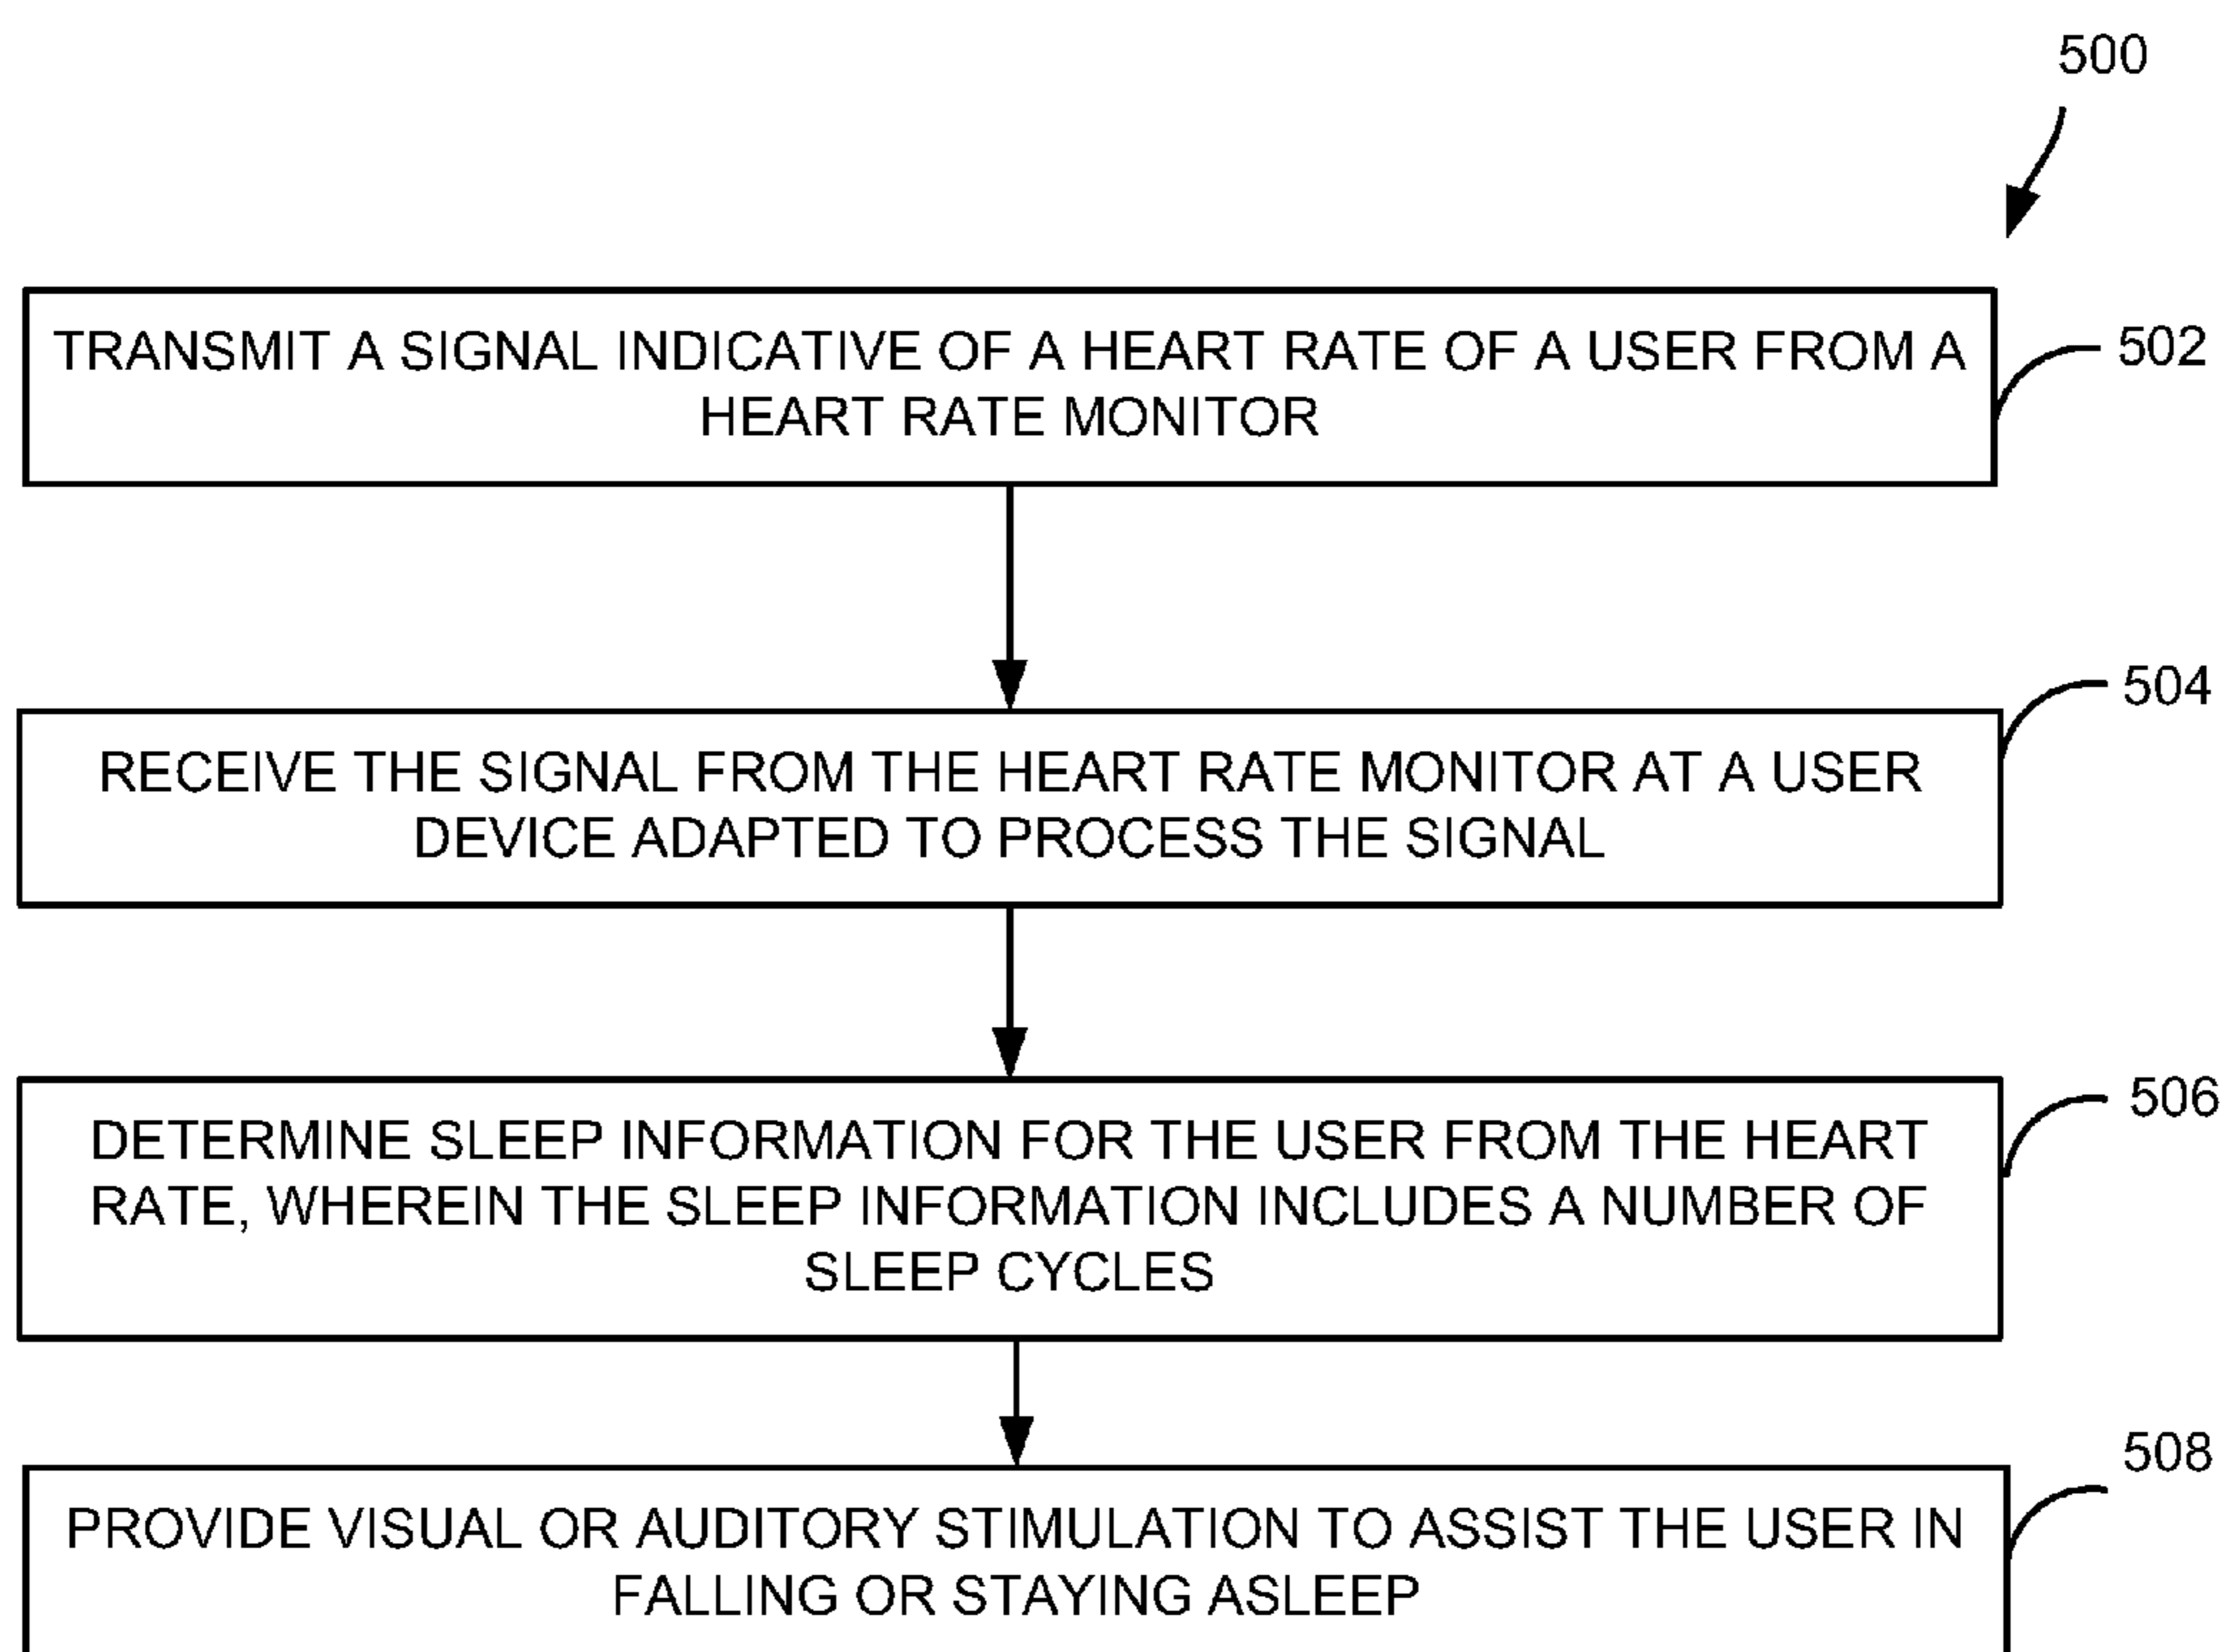 500
TRANSMIT A SIGNAL INDICATIVE OF A HEART RATE OF A USER FROM A
HEART RATE MONITOR
502
RECEIVE THE SIGNAL FROM THE HEART RATE MONITOR AT A USER
DEVICE ADAPTED TO PROCESS THE SIGNAL
504
DETERMINE SLEEP INFORMATION FOR THE USER FROM THE HEART
RATE, WHEREIN THE SLEEP INFORMATION INCLUDES A NUMBER OF
SLEEP CYCLES
506
PROVIDE VISUAL OR AUDITORY STIMULATION TO ASSIST THE USER IN
FALLING OR STAYING ASLEEP
508